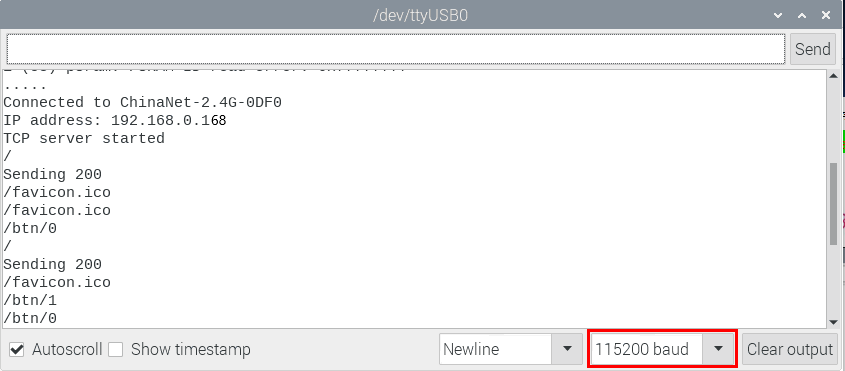 /dev/ttyUSB0
Send
.....
Connected to ChinaNet-2.4G-0DF0
IP address: 192.168.0.168
TCP server started
/
Sending 200
/favicon.ico
/favicon.ico
/btn/0
/
Sending 200
/favicon.ico
/btn/1
/btn/0
Autoscroll Show timestamp Newline 115200 baud Clear output